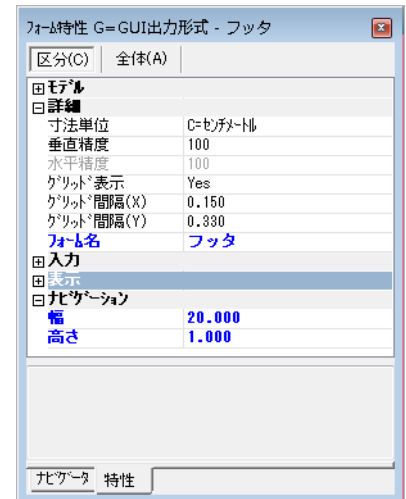 ﾌｫｰﾑ特性 G=GUI出力形式 - フッタ
区分(C) 全体(A)
ﾓﾃﾞﾙ
詳細
寸法単位 C=ｾﾝﾁﾒｰﾄﾙ
垂直精度 100
水平精度 100
ｸﾞﾘｯﾄﾞ表示 Yes
ｸﾞﾘｯﾄﾞ間隔(X) 0.150
ｸﾞﾘｯﾄﾞ間隔(Y) 0.330
ﾌｫｰﾑ名 フッタ
入力
表示
ﾅﾋﾞｹﾞｰｼｮﾝ
幅 20.000
高さ 1.000
ﾅﾋﾞｹﾞｰﾀ 特性